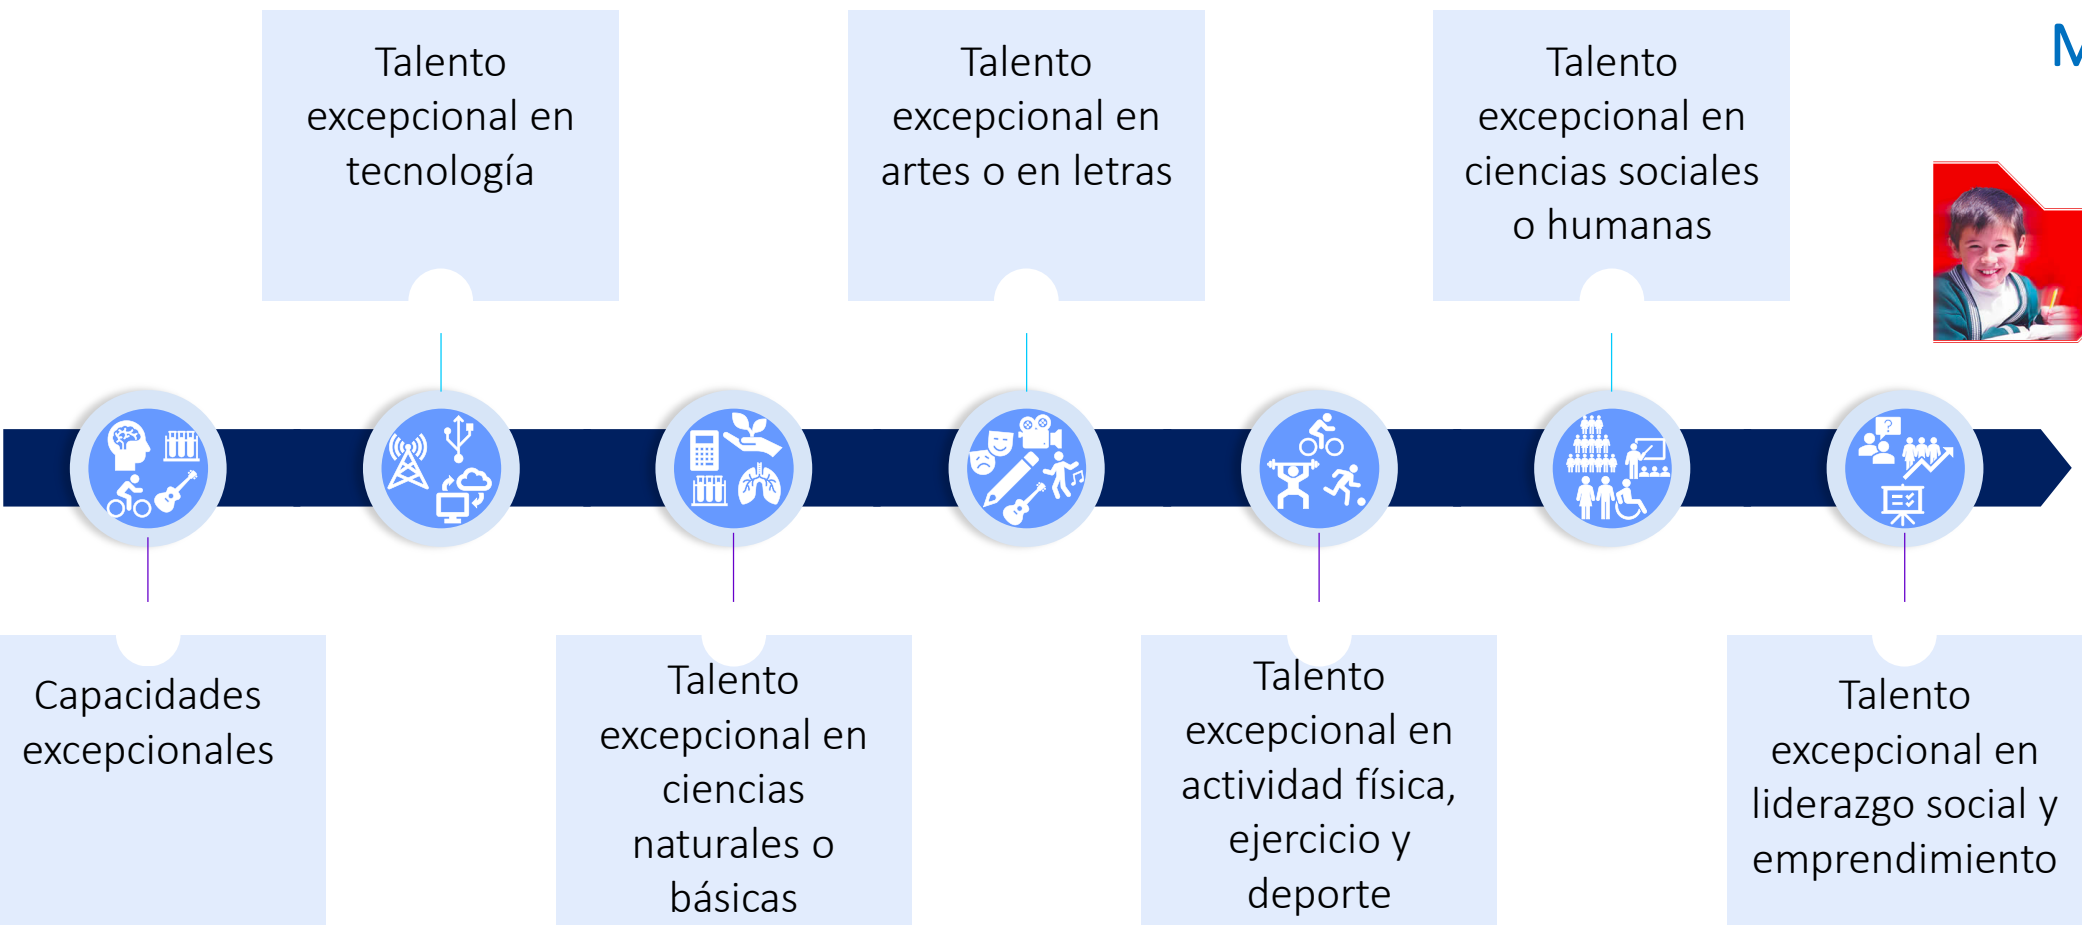 Capacidades
excepcionales
Talento
excepcional en
tecnología
Talento
excepcional en
ciencias
naturales o
básicas
Talento
excepcional en
artes o en letras
Talento
excepcional en
actividad física,
ejercicio y
deporte
Talento
excepcional en
ciencias sociales
o humanas
Talento
excepcional en
liderazgo social y
emprendimiento
?